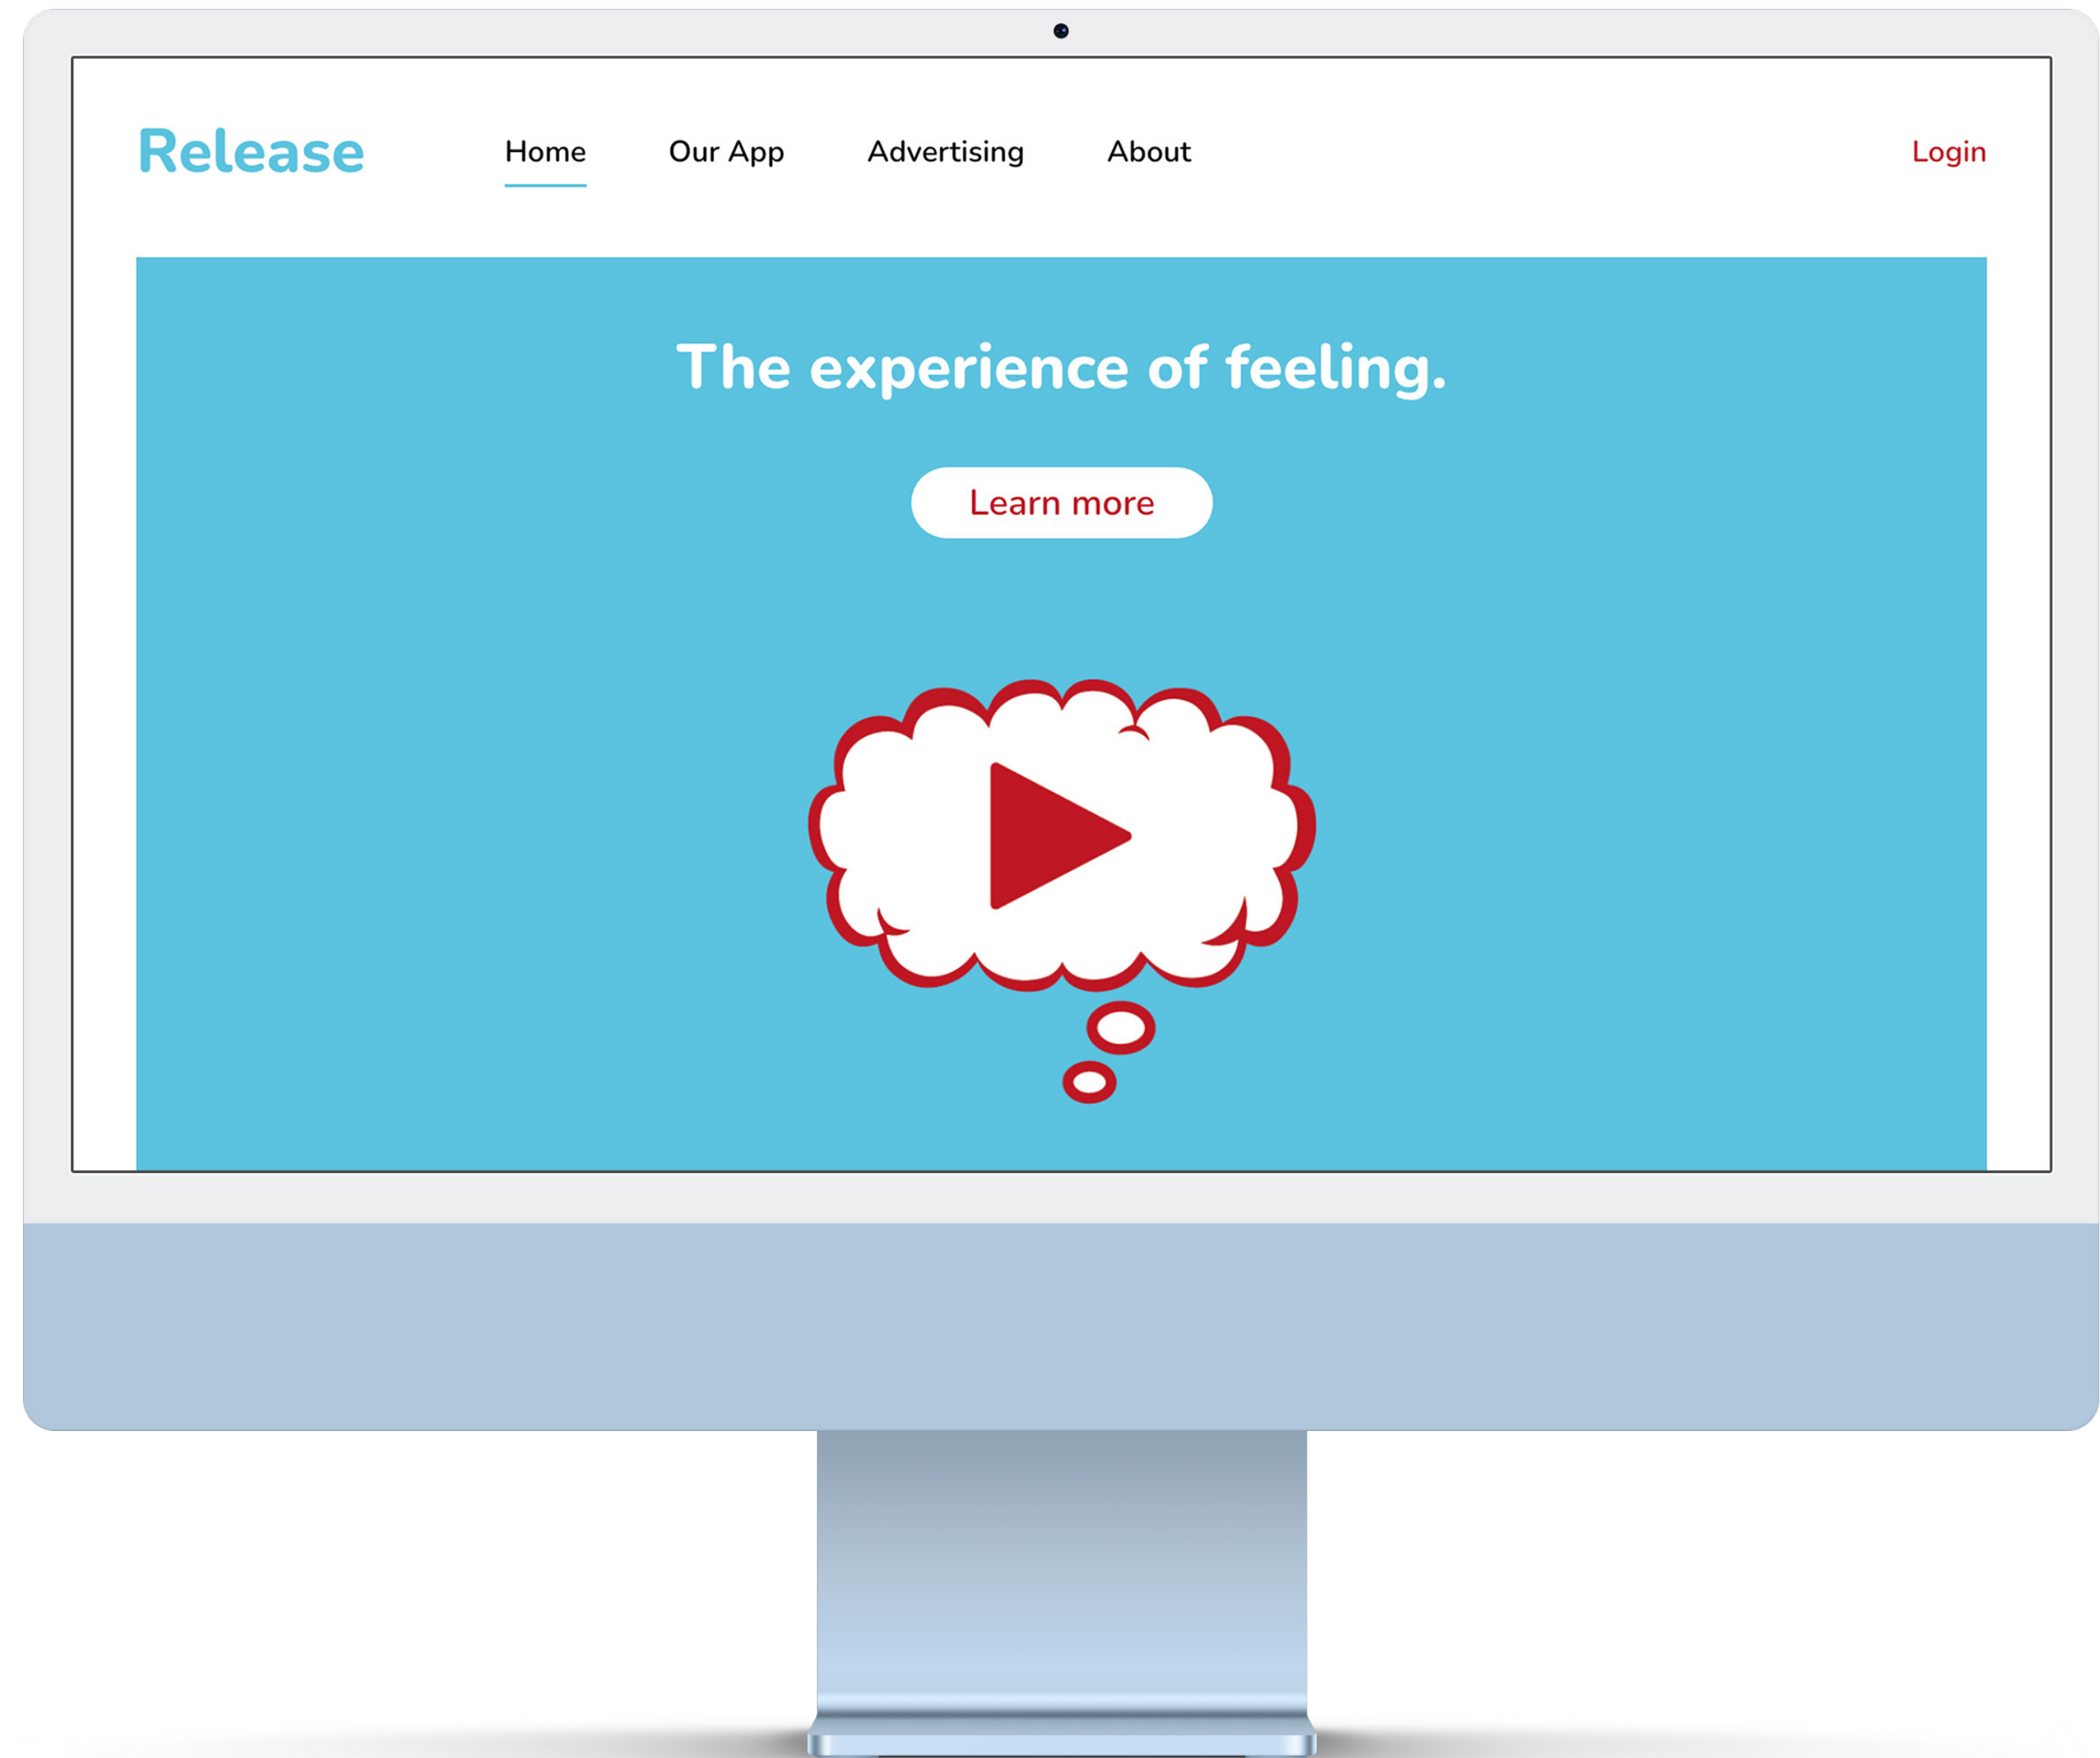 Release
Home
Our App
Advertising
About
Login
The experience of feeling.
Learn more